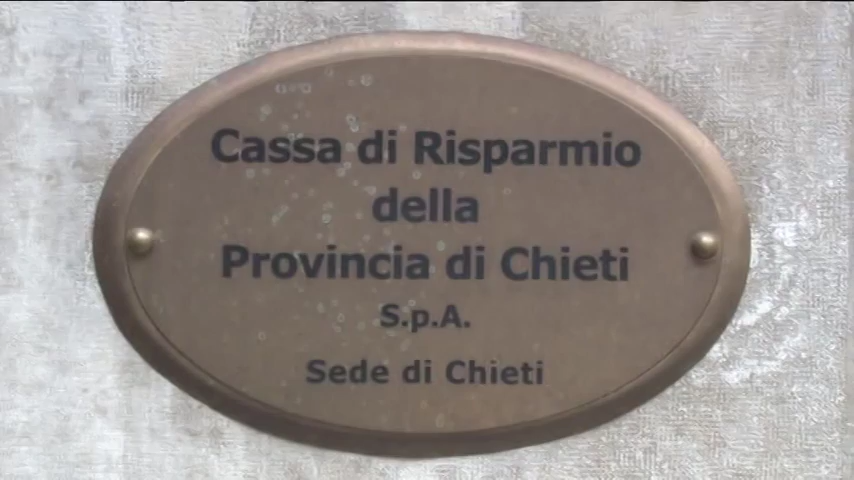 Cassa di Risparmio
della
Provincia di Chieti
S.p.A.
Sede di Chieti